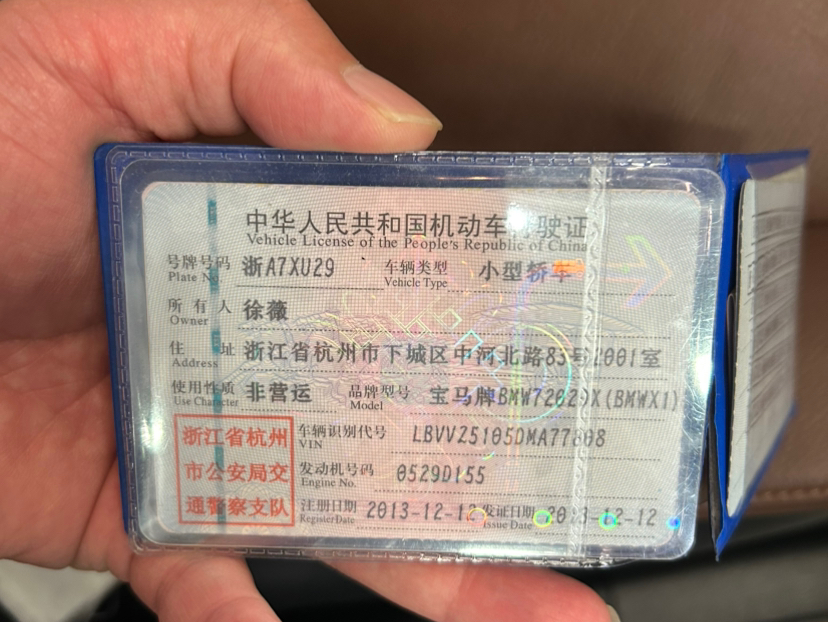 中华人民共和国机动车行驶证
Vehicle License of the People's Republic of China
号牌号码 浙A7XU29 车辆类型 小型轿车
Plate No. Vehicle Type
所有人 徐薇
Owner
住址 浙江省杭州市下城区中河北路83号2001室
Address
使用性质 非营运 品牌型号 宝马牌BMW7202DX(BMWX1)
Use Character Model
浙江省杭州 车辆识别代号
VIN
市公安局交 发动机号码 0529D155
Engine No.
通警察支队 注册日期 2013-12-12 发证日期 2013-12-12
Register Date Issue Date